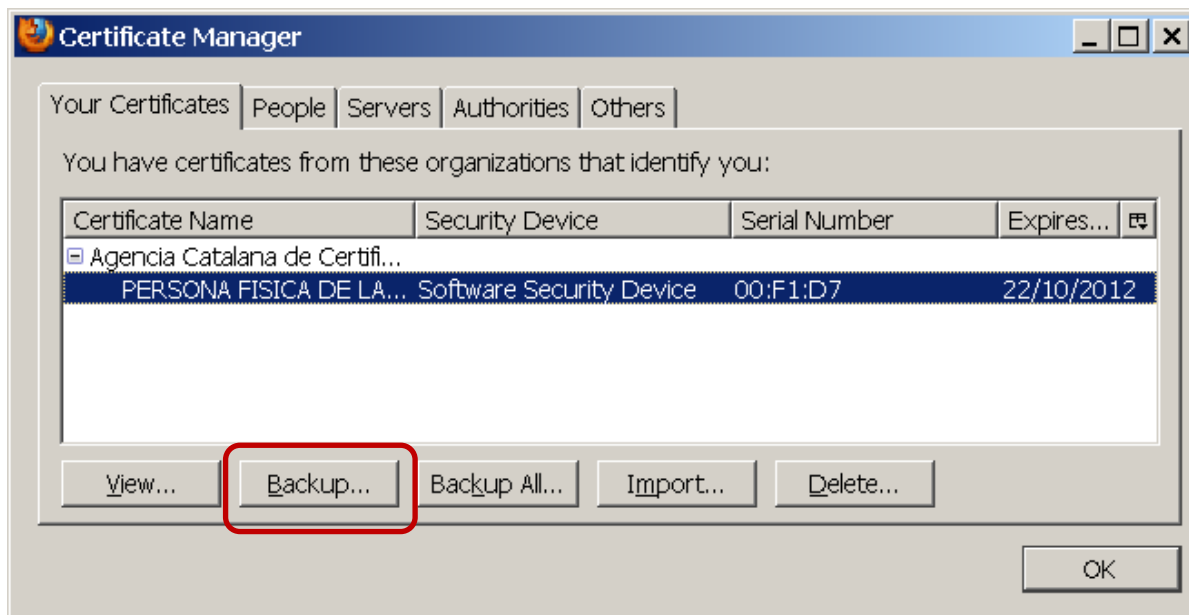 Certificate Manager
Your Certificates People Servers Authorities Others
You have certificates from these organizations that identify you:
Certificate Name Security Device Serial Number Expires...
Agencia Catalana de Certifi...
PERSONA FISICA DE LA... Software Security Device 00:F1:D7 22/10/2012
View... Backup... Backup All... Import... Delete...
OK